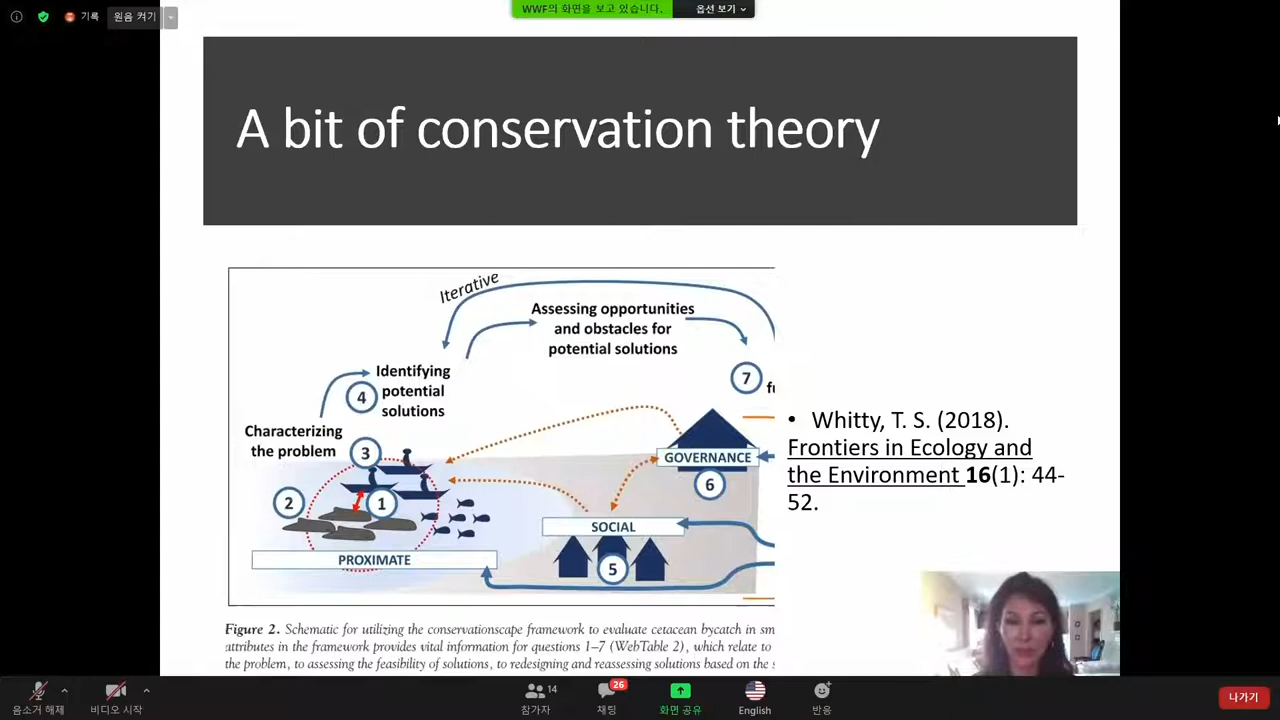 기록
원음 켜기
WWF의 화면을 보고 있습니다.
옵션 보기
A bit of conservation theory
Iterative
Assessing opportunities
and obstacles for
potential solutions
7
4
Identifying
potential
solutions
Characterizing
the problem
3
2
1
PROXIMATE
GOVERNANCE
6
SOCIAL
5
• Whitty, T. S. (2018).
Frontiers in Ecology and
the Environment 16(1): 44-
52.
Figure 2. Schematic for utilizing the conservationscape framework to evaluate cetacean bycatch in
attributes in the framework provides vital information for questions 1–7 (WebTable 2), which relate to
the problem, to assessing the feasibility of solutions, to redesigning and reassessing solutions based on the
음소거 해제
비디오 시작
14
참가자
26
채팅
화면 공유
English
반응
나가기